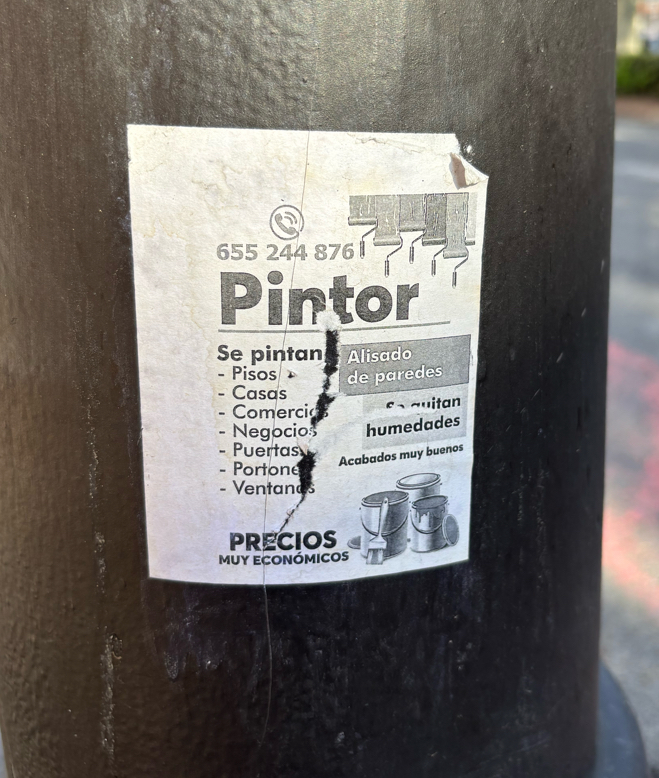 655 244 876
Pintor
Se pintan
- Pisos
- Casas
- Comercios
- Negocios
- Puertas
- Portones
- Ventanas
Alisado
de paredes
Se quitan
humedades
Acabados muy buenos
PRECIOS
MUY ECONÓMICOS